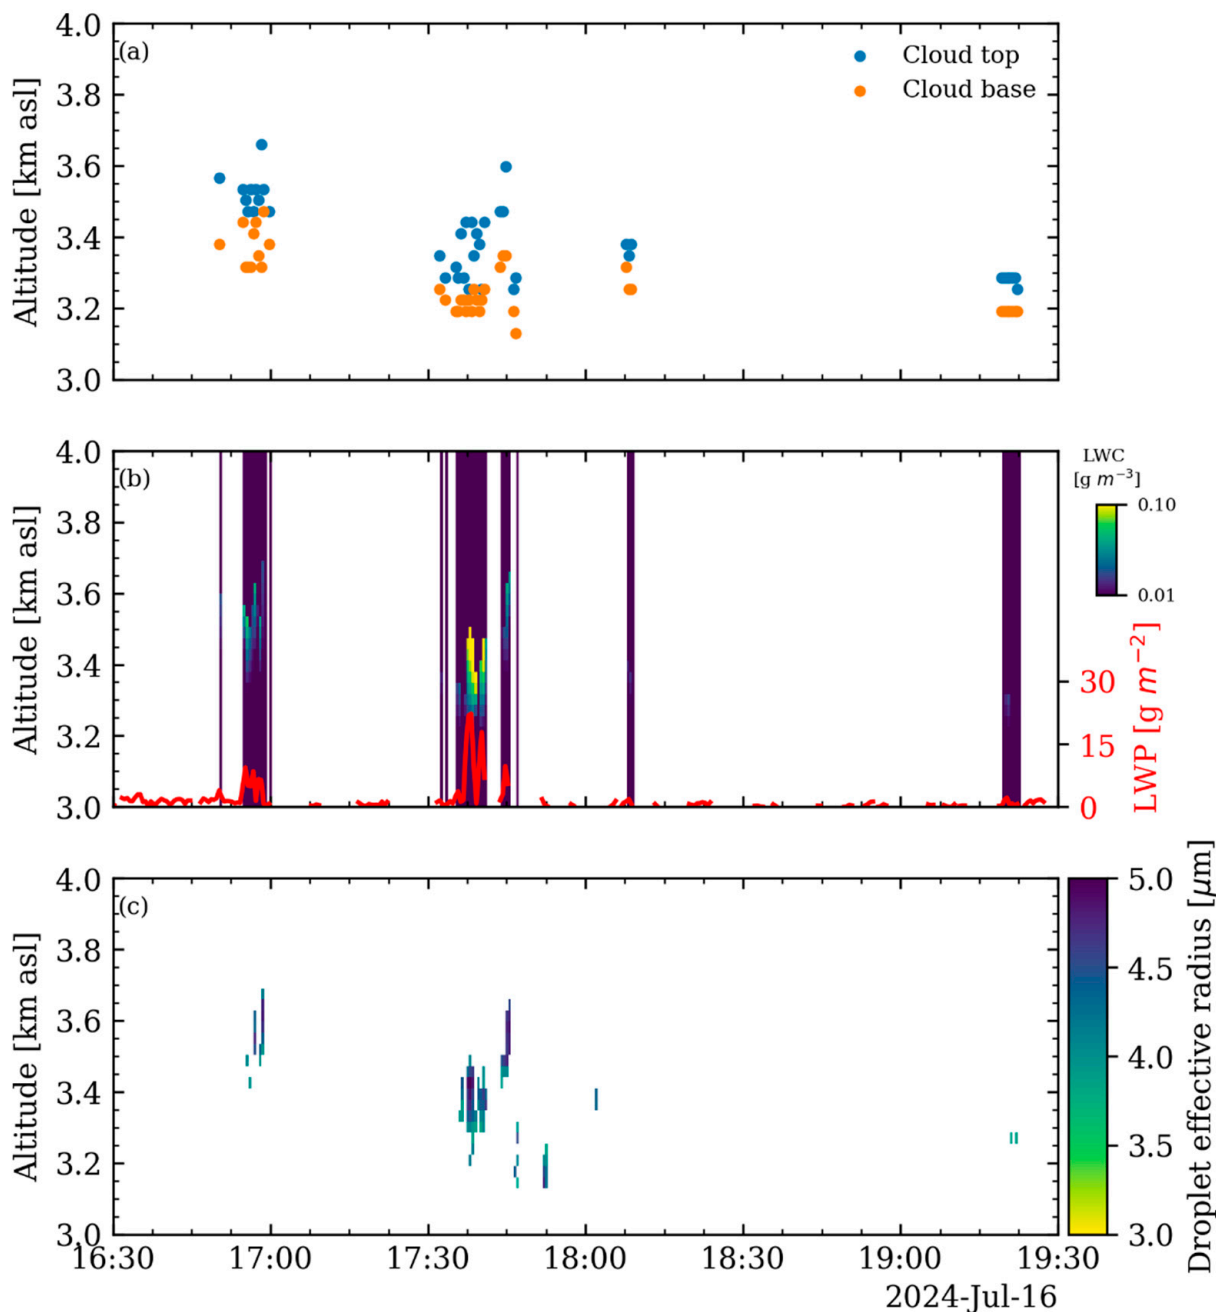 (a)
Cloud top
Cloud base
4.0
3.8
3.6
3.4
3.2
3.0
Altitude [km asl]
(b)
4.0
3.8
3.6
3.4
3.2
3.0
Altitude [km asl]
LWC
[g m⁻³]
0.10
0.01
30
15
0
LWP [g m⁻²]
(c)
4.0
3.8
3.6
3.4
3.2
3.0
Altitude [km asl]
5.0
4.5
4.0
3.5
3.0
Droplet effective radius [μm]
16:30 17:00 17:30 18:00 18:30 19:00 19:30
2024-Jul-16